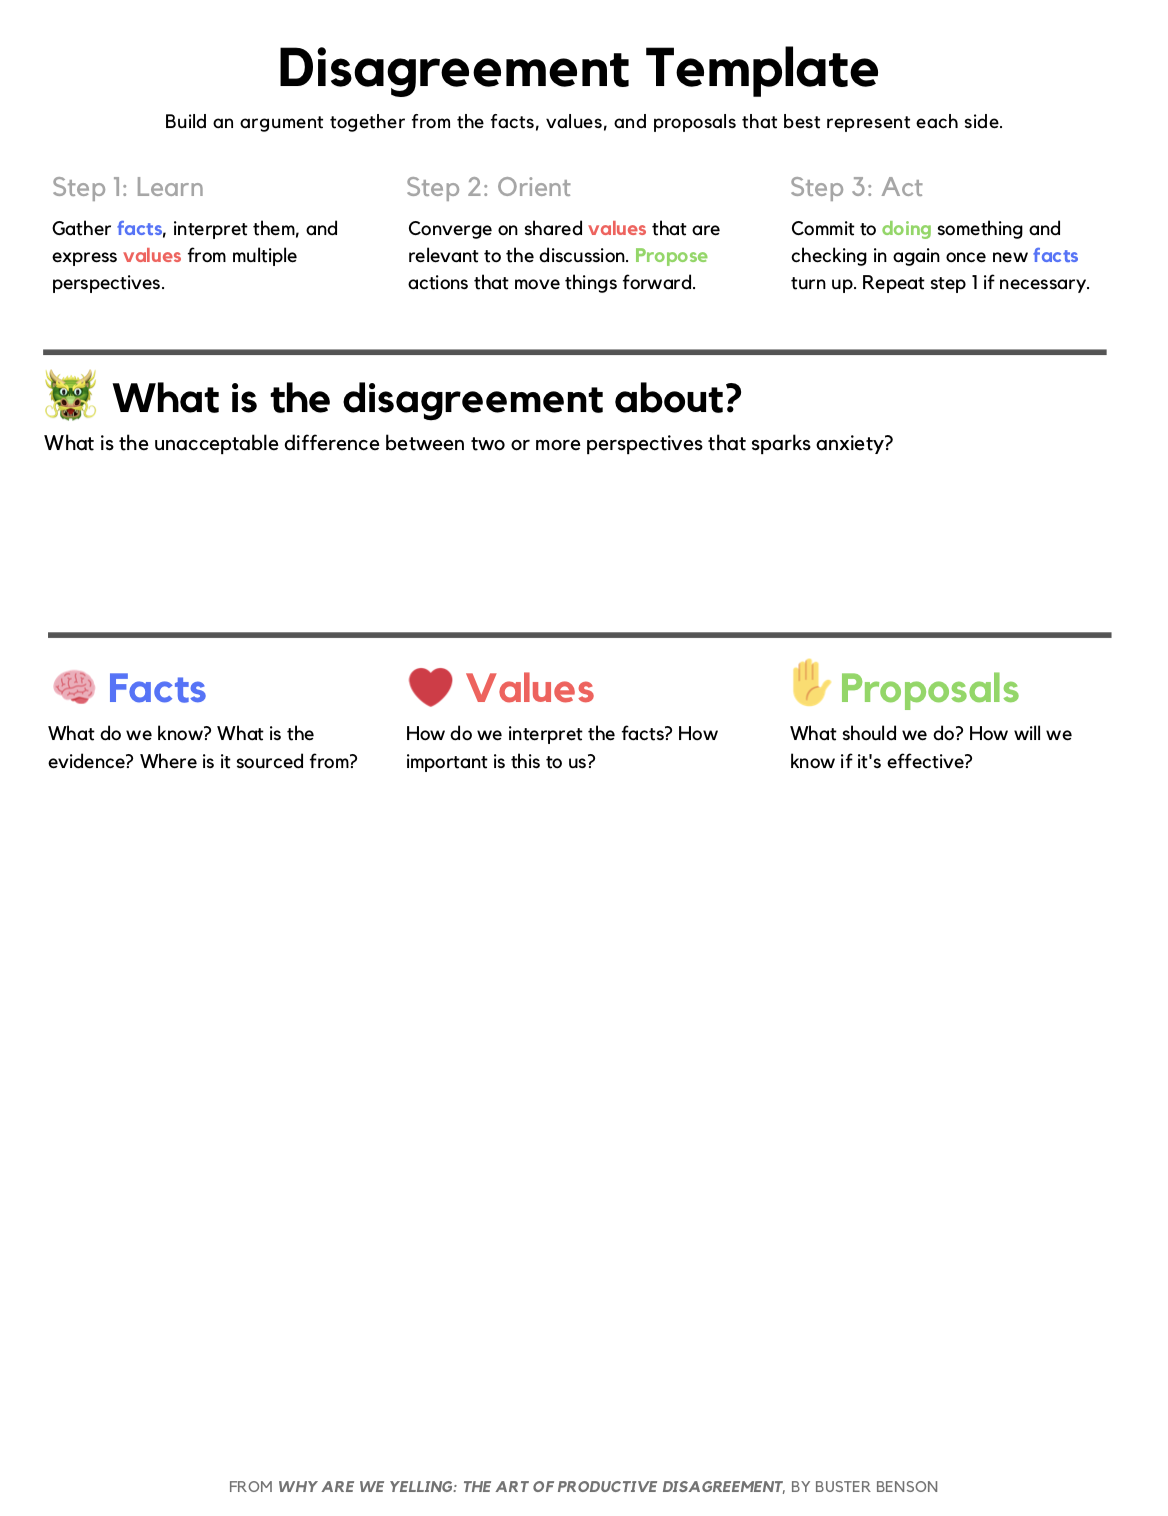 Disagreement Template
Build an argument together from the facts, values, and proposals that best represent each side.
Step 1: Learn
Gather facts, interpret them, and
express values from multiple
perspectives.
Step 2: Orient
Converge on shared values that are
relevant to the discussion. Propose
actions that move things forward.
Step 3: Act
Commit to doing something and
checking in again once new facts
turn up. Repeat step 1 if necessary.
What is the disagreement about?
What is the unacceptable difference between two or more perspectives that sparks anxiety?
Facts
What do we know? What is the
evidence? Where is it sourced from?
Values
How do we interpret the facts? How
important is this to us?
Proposals
What should we do? How will we
know if it's effective?
FROM WHY ARE WE YELLING: THE ART OF PRODUCTIVE DISAGREEMENT, BY BUSTER BENSON